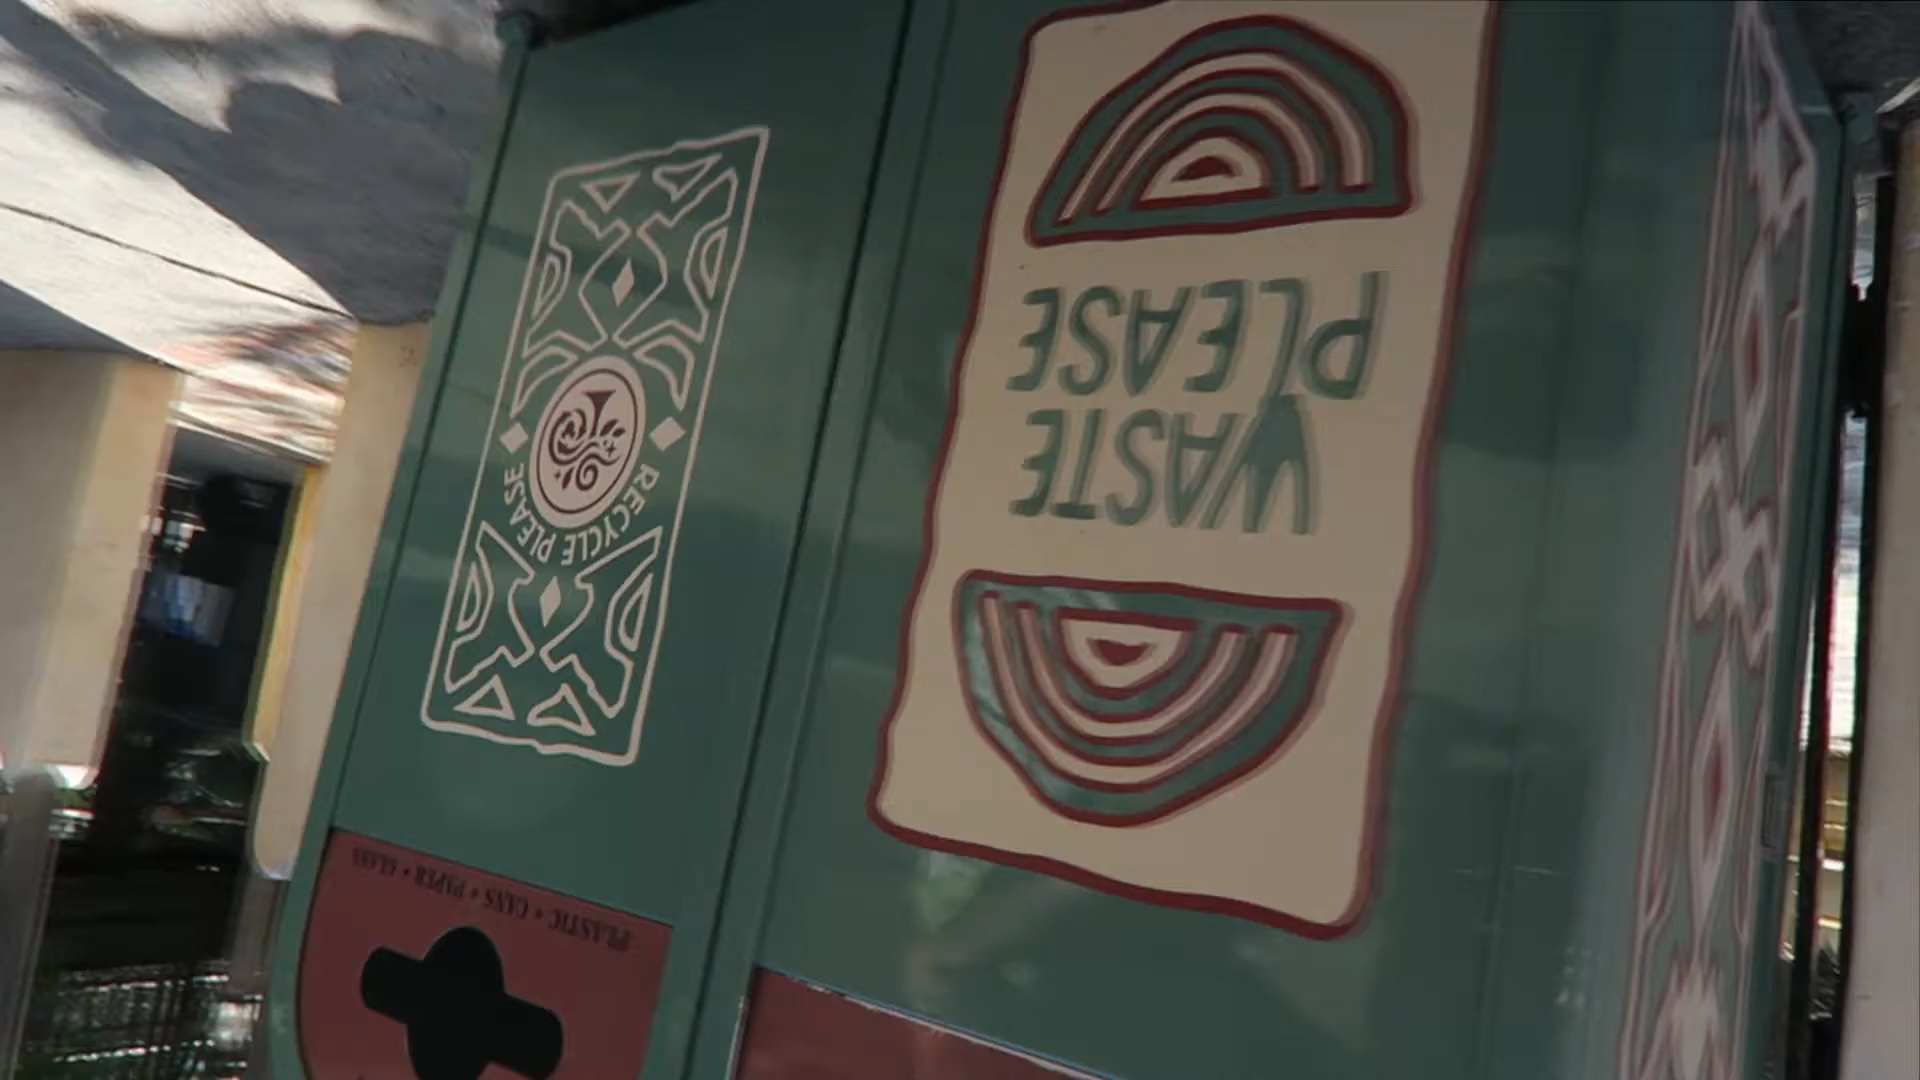 WASTE
PLEASE
RECYCLE PLEASE
PLASTIC • CANS • PAPER • GLASS